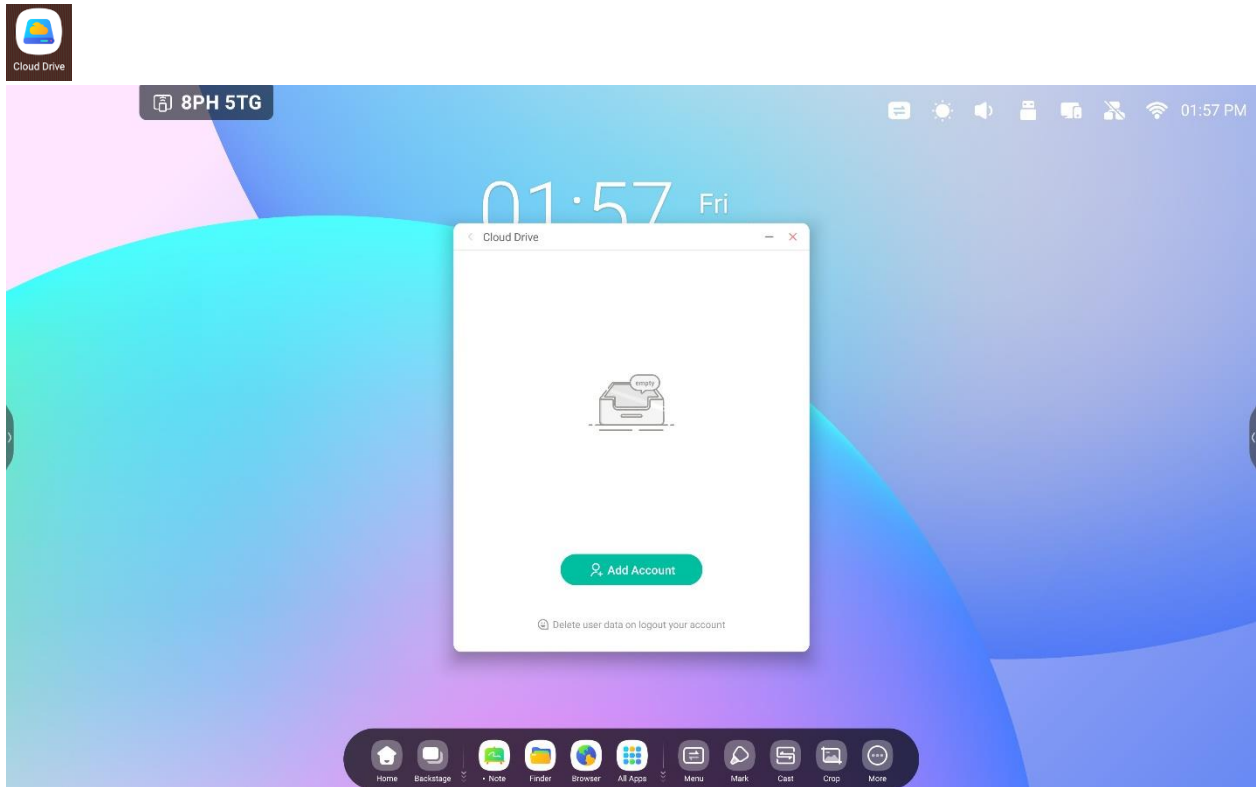 Cloud Drive
8PH 5TG
01:57 PM
01:57 Fri
Cloud Drive
empty
Add Account
Delete user data on logout your account
Home Backstage • Note Finder Browser All Apps Menu Mark Cast Crop More